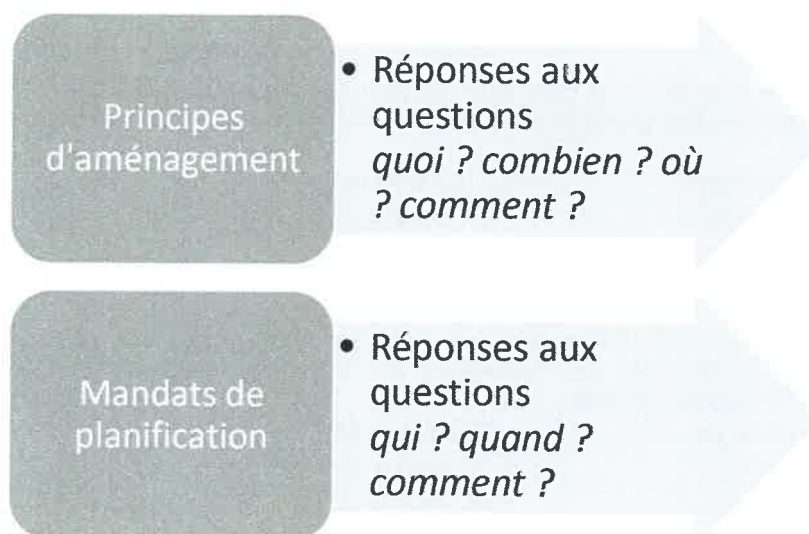 Principes
d'aménagement
• Réponses aux
questions
quoi ? combien ? où
? comment ?
Mandats de
planification
• Réponses aux
questions
qui ? quand ?
comment ?